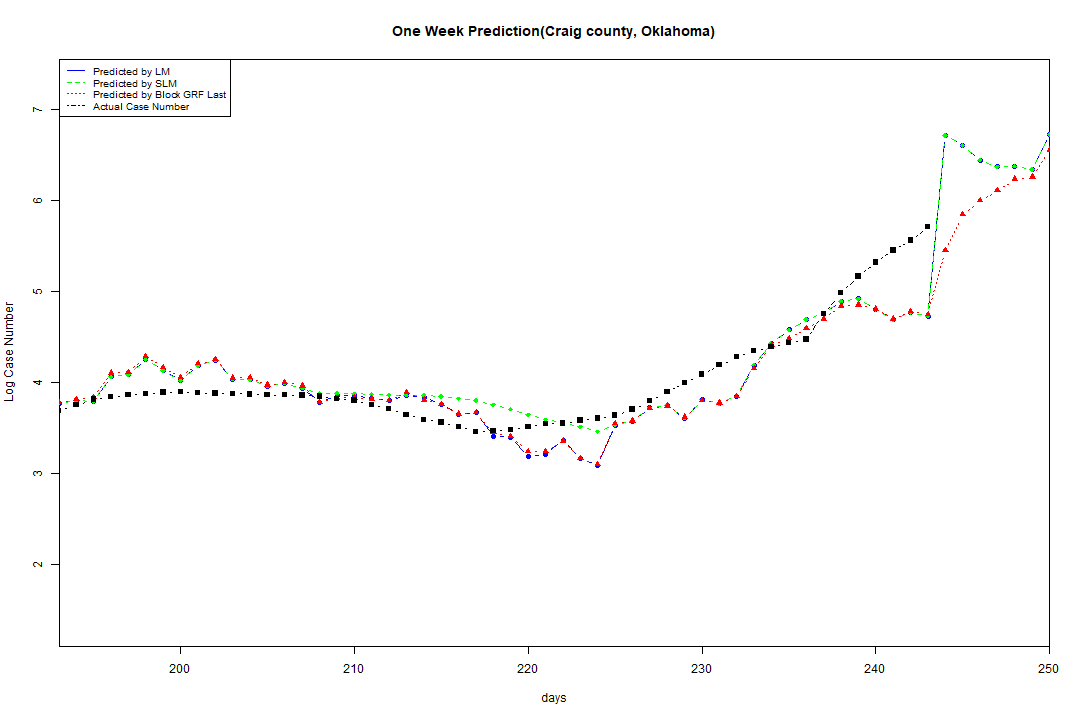 One Week Prediction(Craig county, Oklahoma)
Predicted by LM
Predicted by SLM
Predicted by Block GRF Last
Actual Case Number
7
6
5
4
3
2
Log Case Number
200 210 220 230 240 250
days